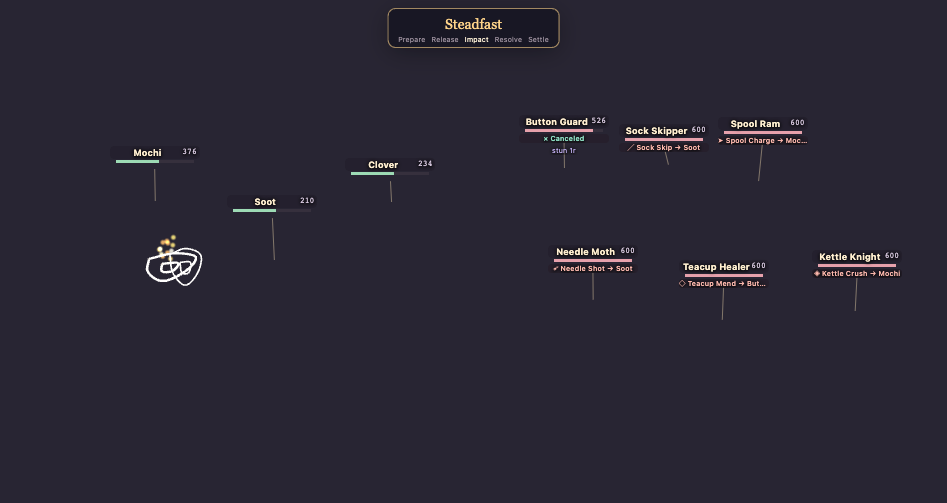 Steadfast
Prepare Release Impact Resolve Settle
Button Guard 526
× Canceled
stun 1r
Sock Skipper 600
Sock Skip → Soot
Spool Ram 600
➤ Spool Charge → Moc…
Mochi 376
Clover 234
Soot 210
Needle Moth 600
➶ Needle Shot → Soot
Teacup Healer 600
◇ Teacup Mend → But…
Kettle Knight 600
◈ Kettle Crush → Mochi